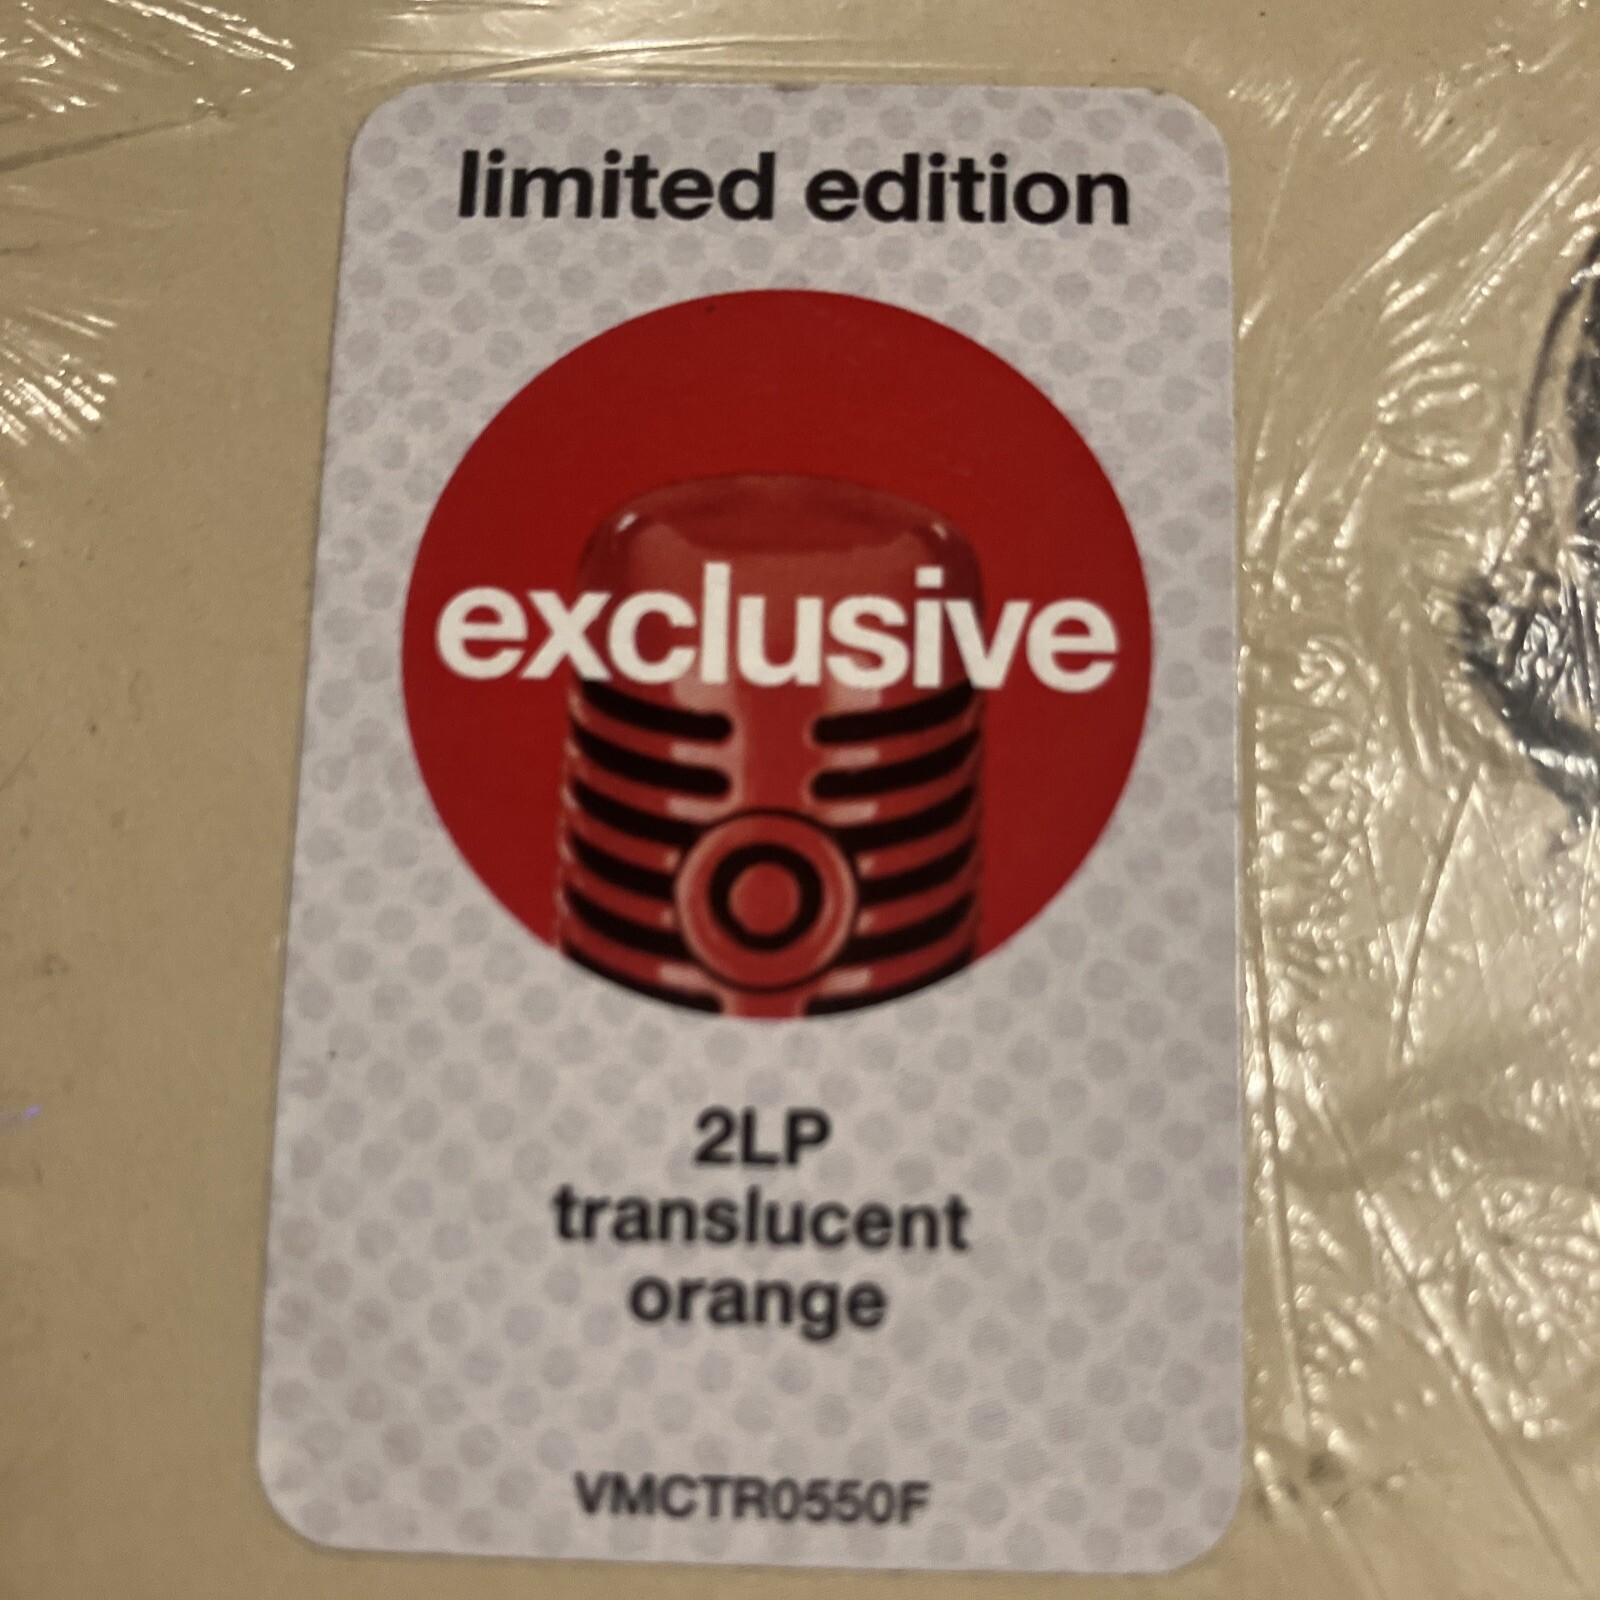 limited edition
exclusive
2LP
translucent
orange
VMCTR0550F